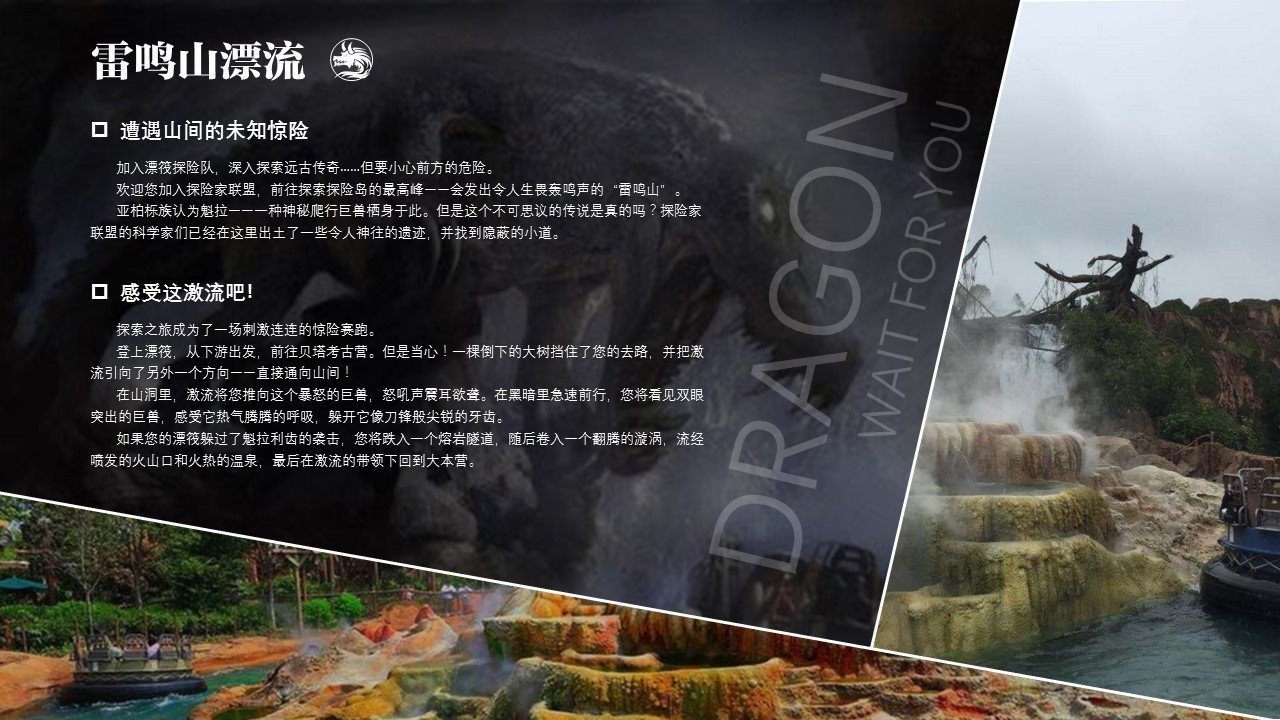 雷鸣山漂流
遭遇山间的未知惊险
加入漂筏探险队，深入探索远古传奇......但要小心前方的危险。
欢迎您加入探险家联盟，前往探索探险岛的最高峰一一会发出令人生畏轰鸣声的“雷鸣山”。
亚柏栎族认为魁拉一一一种神秘爬行巨兽栖身于此。但是这个不可思议的传说是真的吗？探险家
联盟的科学家们已经在这里出土了一些令人神往的遗迹，并找到隐蔽的小道。
感受这激流吧!
探索之旅成为了一场刺激连连的惊险赛跑。
登上漂筏，从下游出发，前往贝塔考古营。但是当心！一棵倒下的大树挡住了您的去路，并把激
流引向了另外一个方向一一直接通向山间！
在山洞里，激流将您推向这个暴怒的巨兽，怒吼声震耳欲聋。在黑暗里急速前行，您将看见双眼
突出的巨兽，感受它热气腾腾的呼吸，躲开它像刀锋般尖锐的牙齿。
如果您的漂筏躲过了魁拉利齿的袭击，您将跌入一个熔岩隧道，随后卷入一个翻腾的漩涡，流经
喷发的火山口和火热的温泉，最后在激流的带领下回到大本营。
DRAGON
WAIT FOR YOU